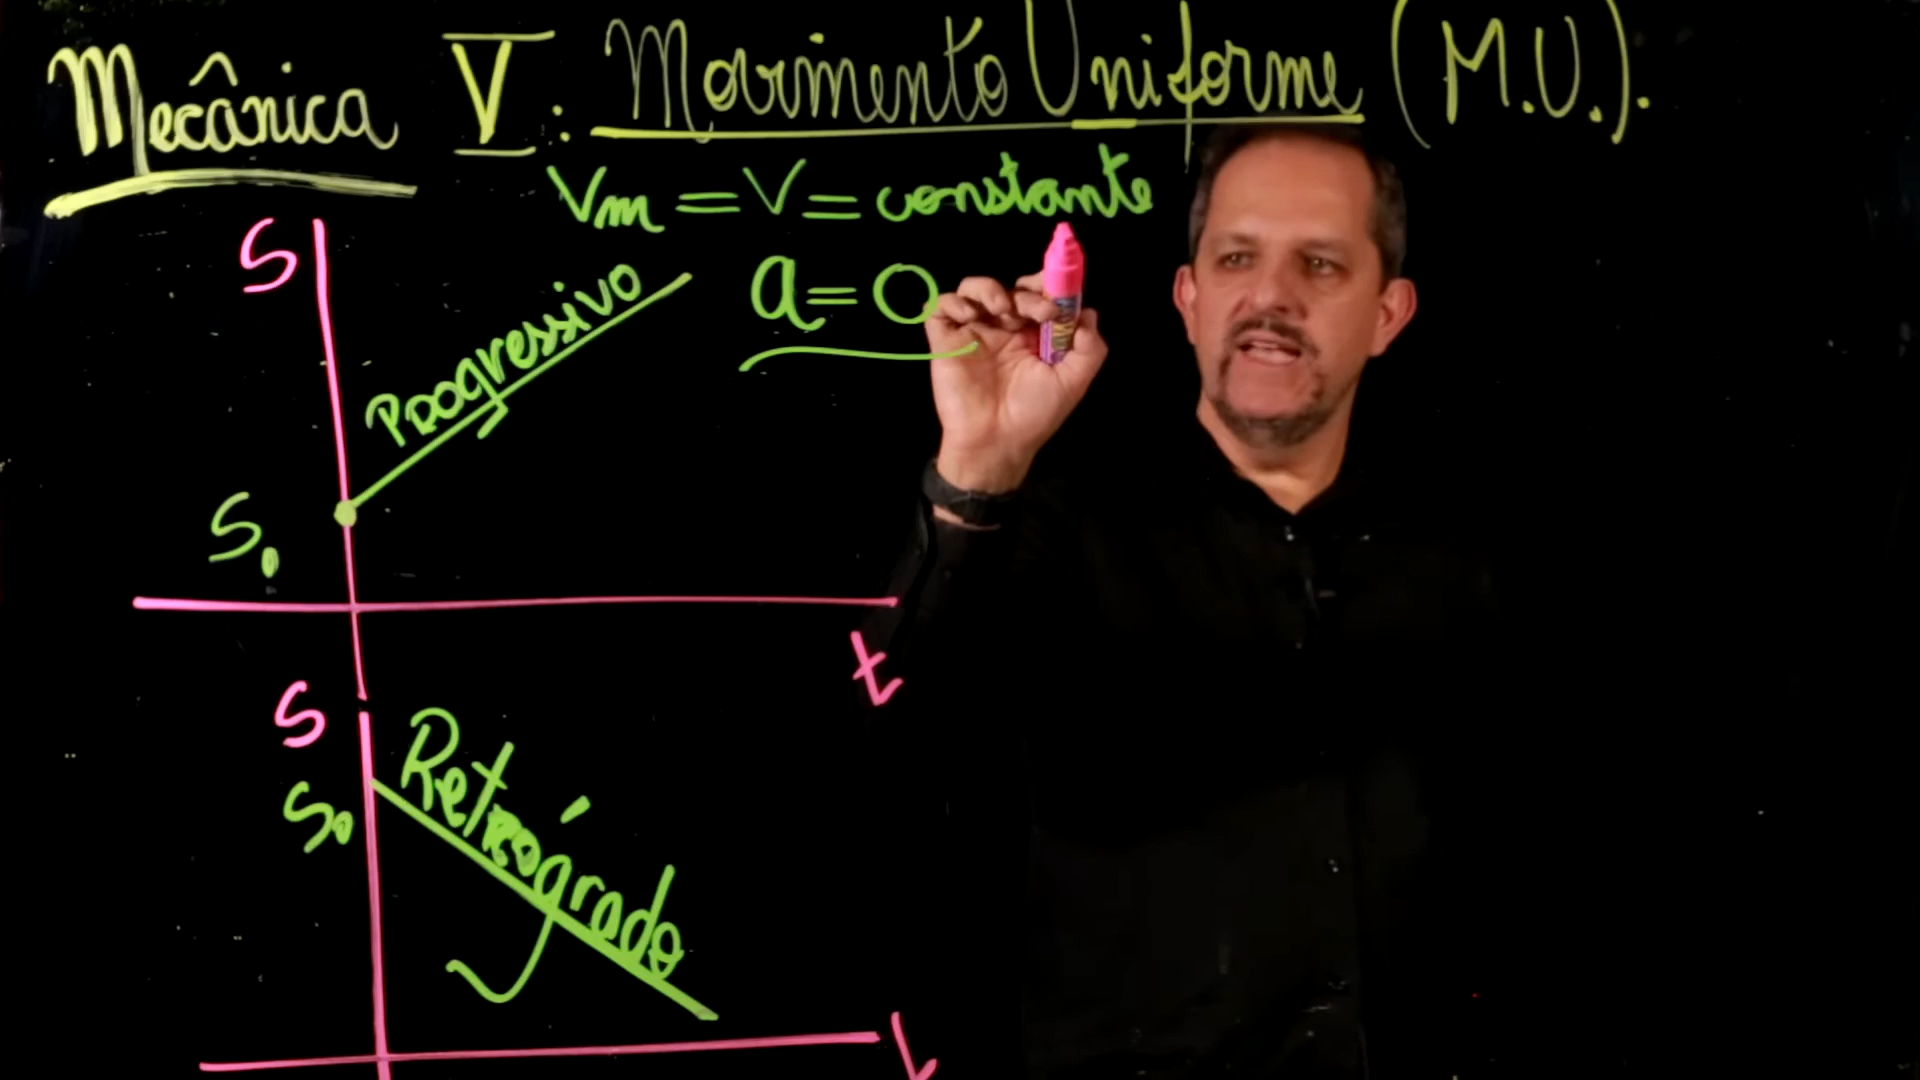 Mecânica V: Movimento Uniforme (M.U.).
Vm = V = constante
a = 0
S
Progressivo
S₀
t
S
S₀
Retrógrado
t